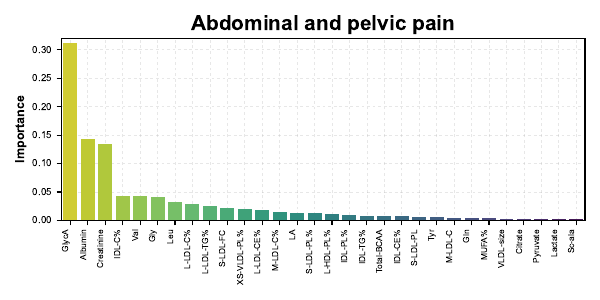 Abdominal and pelvic pain
Importance
0.30
0.25
0.20
0.15
0.10
0.05
0.00
GlycA
Albumin
Creatinine
IDL-C%
Val
Gly
Leu
L-LDL-C%
L-LDL-TG%
S-LDL-FC
XS-VLDL-PL%
L-LDL-CE%
M-LDL-C%
LA
S-LDL-PL%
L-HDL-PL%
IDL-PL%
IDL-TG%
Total-BCAA
IDL-CE%
S-LDL-PL
Tyr
M-LDL-C
Gln
MUFA%
VLDL-size
Citrate
Pyruvate
Lactate
Sc-ala